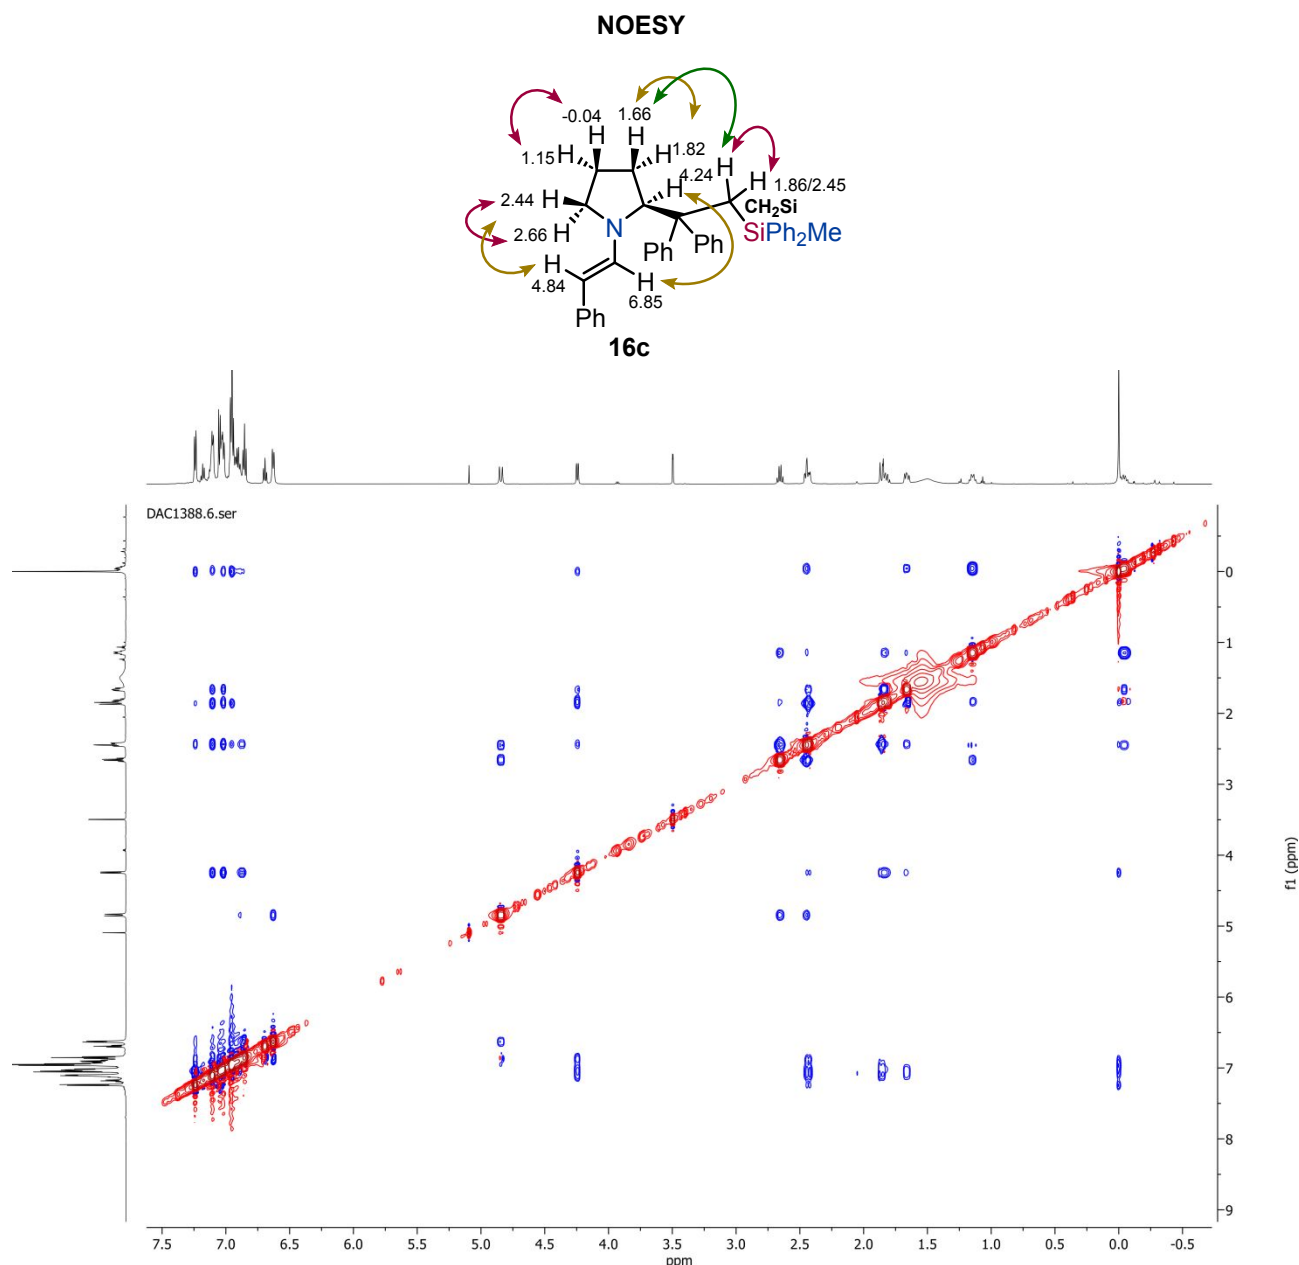 NOESY
-0.04
1.66
H
H
1.15
H
H
1.82
4.24
H
H
H
1.86/2.45
2.44
H
CH₂Si
N
SiPh₂Me
2.66
H
Ph
Ph
H
4.84
H
6.85
Ph
16c
DAC1388.6.ser
0
1
2
3
4
5
6
7
8
9
f1 (ppm)
7.5 7.0 6.5 6.0 5.5 5.0 4.5 4.0 3.5 3.0 2.5 2.0 1.5 1.0 0.5 0.0 -0.5
ppm